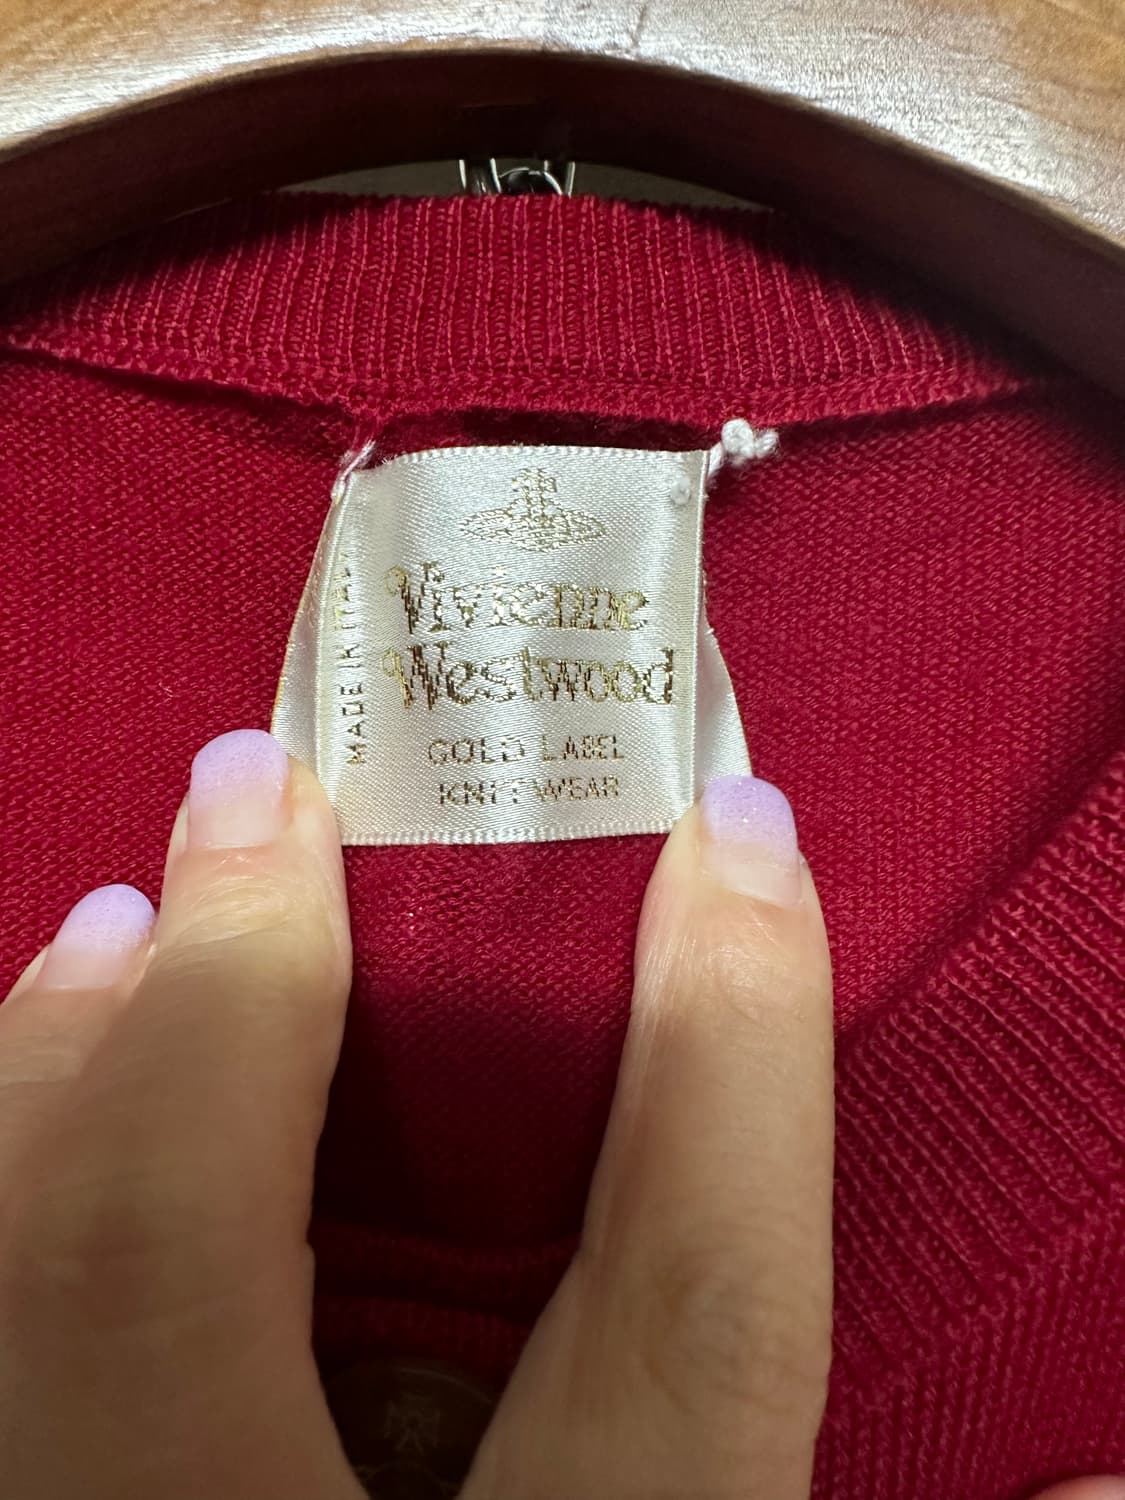 Vivienne
Westwood
GOLD LABEL
KNITWEAR
MADE IN ITALY